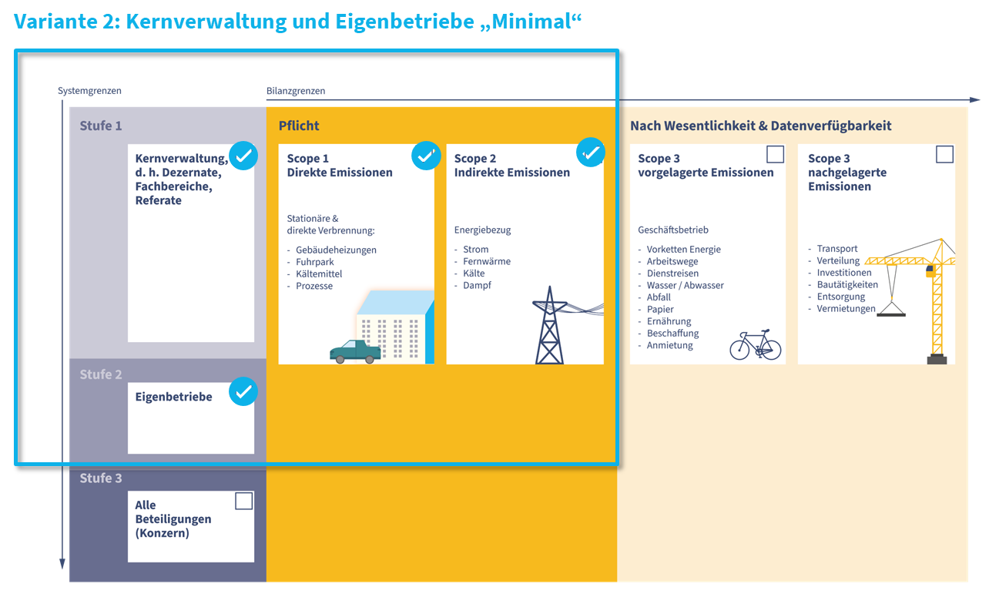 Variante 2: Kernverwaltung und Eigenbetriebe „Minimal“
Systemgrenzen
Bilanzgrenzen
Stufe 1
Kernverwaltung,
d. h. Dezernate,
Fachbereiche,
Referate
Pflicht
Scope 1
Direkte Emissionen
Stationäre &
direkte Verbrennung:
- Gebäudeheizungen
- Fuhrpark
- Kältemittel
- Prozesse
Scope 2
Indirekte Emissionen
Energiebezug
- Strom
- Fernwärme
- Kälte
- Dampf
Nach Wesentlichkeit & Datenverfügbarkeit
Scope 3
vorgelagerte Emissionen
Geschäftsbetrieb
- Vorketten Energie
- Arbeitswege
- Dienstreisen
- Wasser / Abwasser
- Abfall
- Papier
- Ernährung
- Beschaffung
- Anmietung
Scope 3
nachgelagerte
Emissionen
- Transport
- Verteilung
- Investitionen
- Bautätigkeiten
- Entsorgung
- Vermietungen
Stufe 2
Eigenbetriebe
Stufe 3
Alle
Beteiligungen
(Konzern)